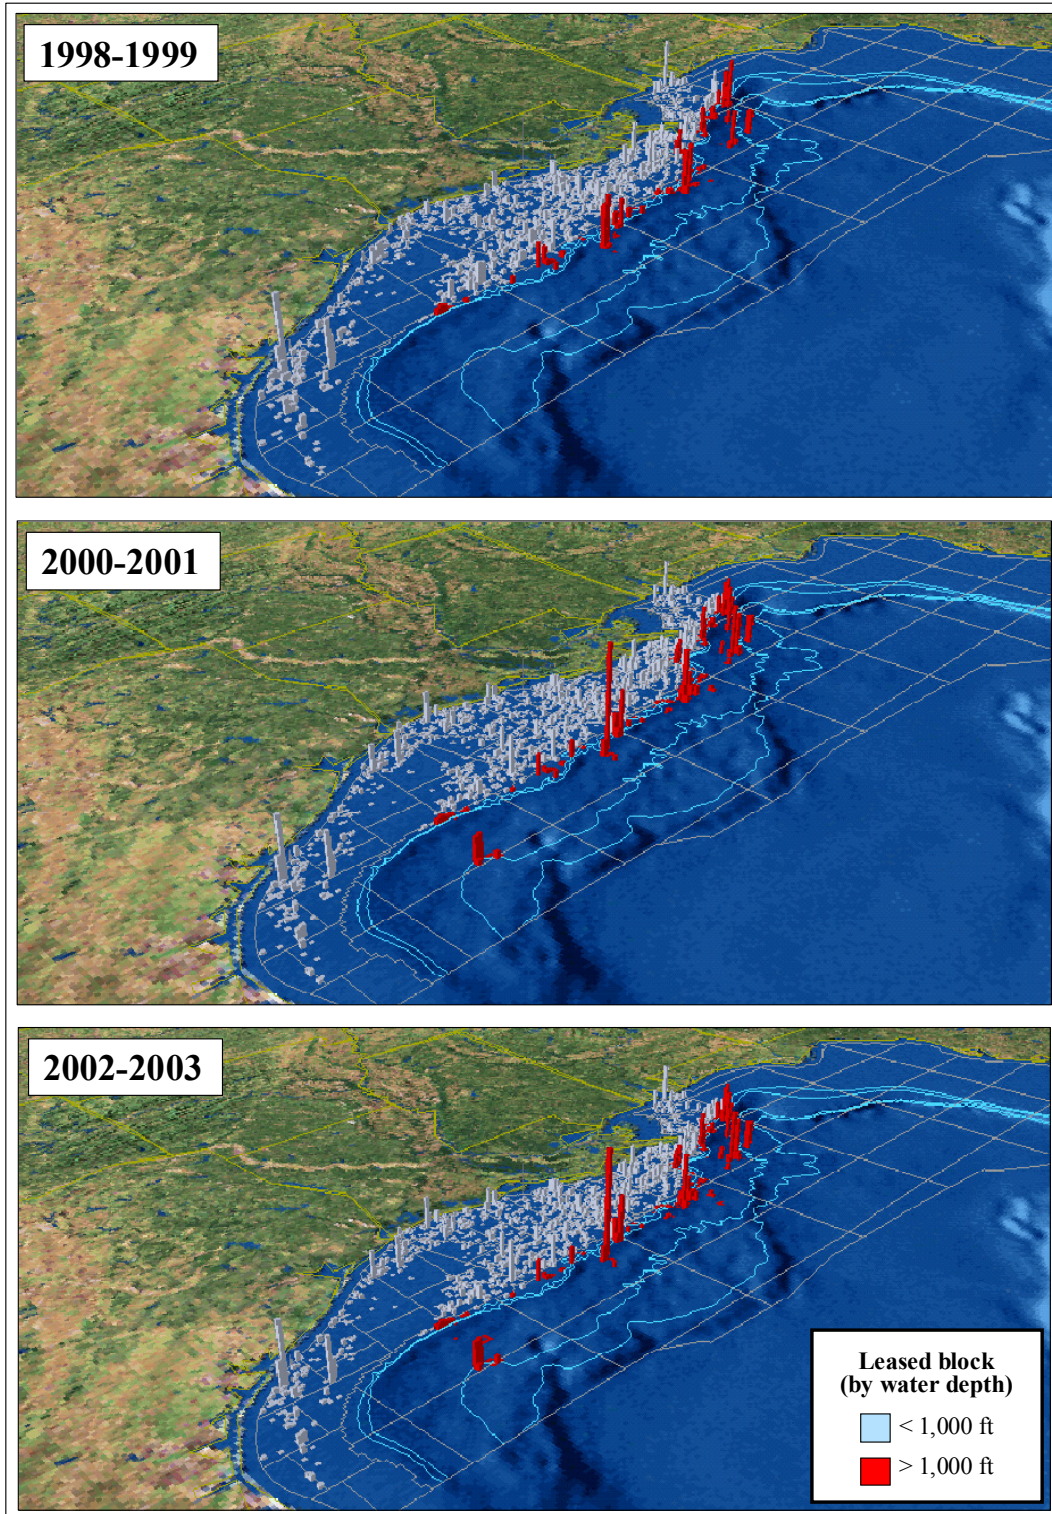 1998-1999
2000-2001
2002-2003
Leased block
(by water depth)
< 1,000 ft
> 1,000 ft